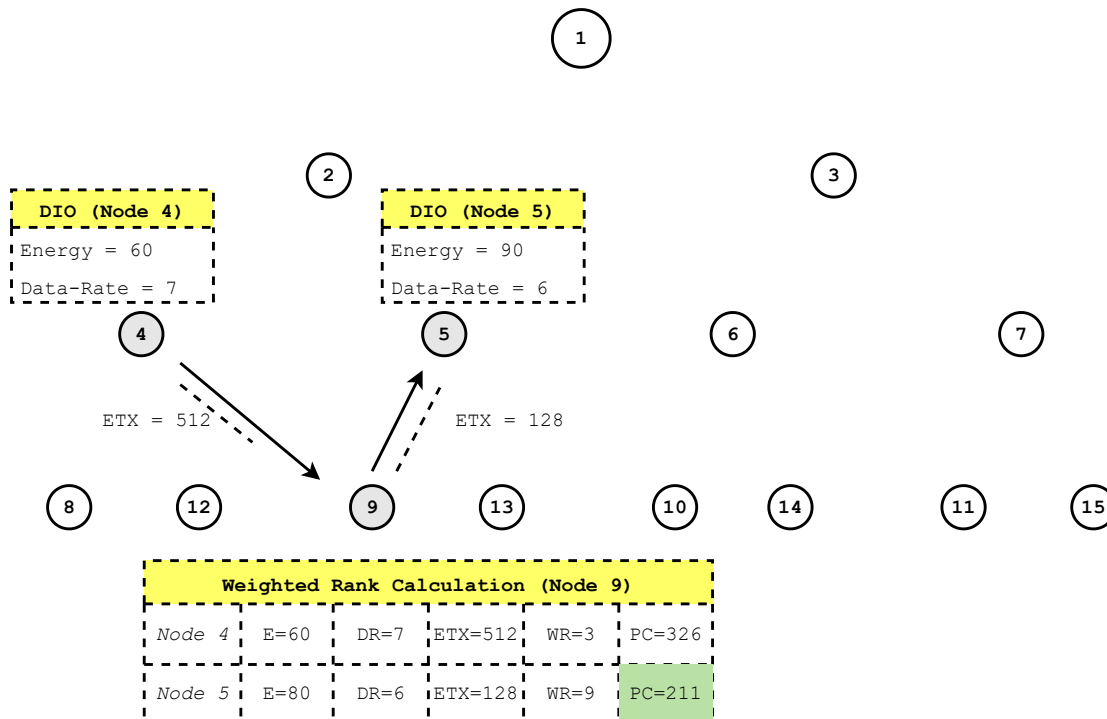 1
2
3
DIO (Node 4)
Energy = 60
Data-Rate = 7
DIO (Node 5)
Energy = 90
Data-Rate = 6
4
5
6
7
ETX = 512
ETX = 128
8
12
9
13
10
14
11
15
Weighted Rank Calculation (Node 9)
Node 4 E=60 DR=7 ETX=512 WR=3 PC=326
Node 5 E=80 DR=6 ETX=128 WR=9 PC=211